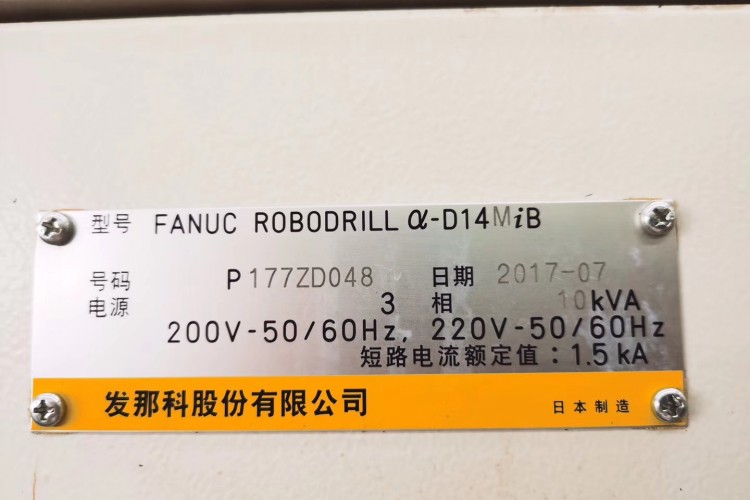 型号 FANUC ROBODRILL α-D14MiB
号码 P177ZD048 日期 2017-07
电源 3 相 10kVA
200V-50/60Hz, 220V-50/60Hz
短路电流额定值：1.5kA
发那科股份有限公司 日本制造